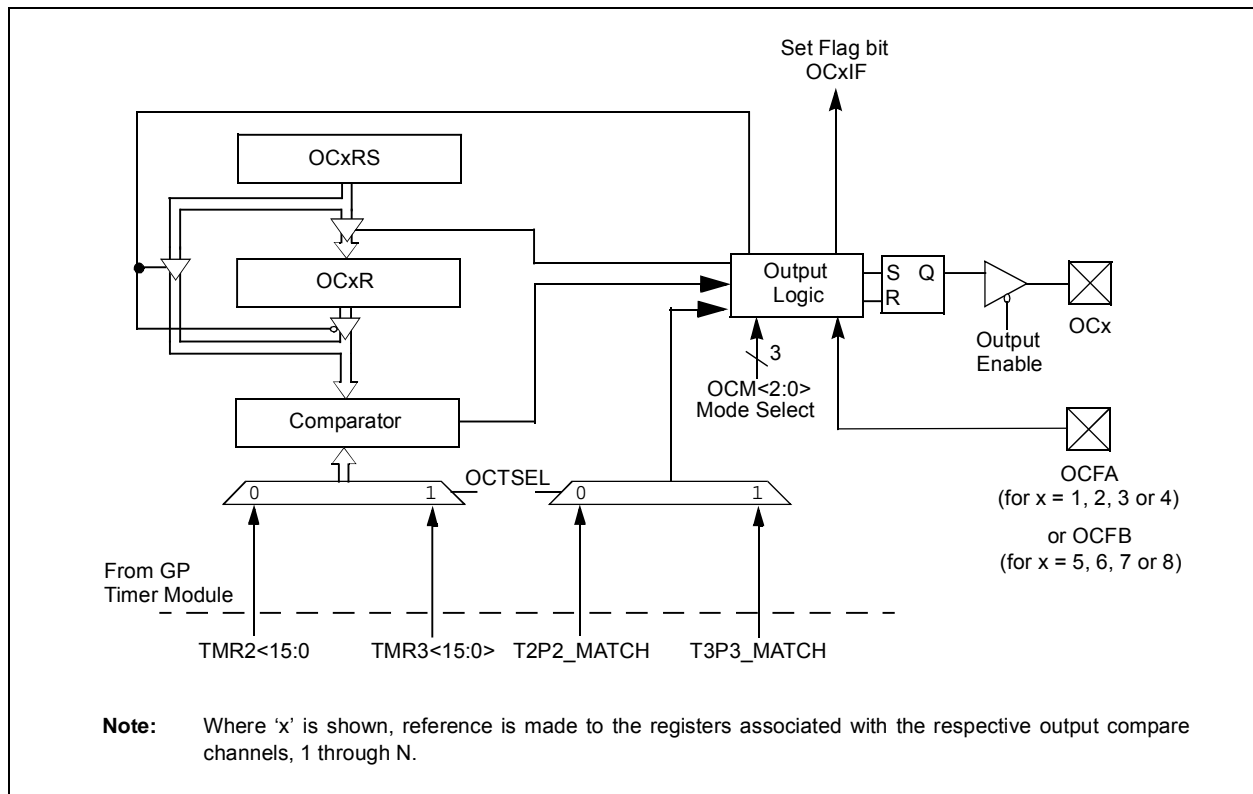 Set Flag bit
OCxIF
OCxRS
OCxR
Output
Logic
S Q
R
OCx
Output
Enable
3
OCM<2:0>
Mode Select
Comparator
OCTSEL
0 1
0 1
OCFA
(for x = 1, 2, 3 or 4)
or OCFB
(for x = 5, 6, 7 or 8)
From GP
Timer Module
TMR2<15:0 TMR3<15:0> T2P2_MATCH T3P3_MATCH
Note: Where ‘x’ is shown, reference is made to the registers associated with the respective output compare
channels, 1 through N.